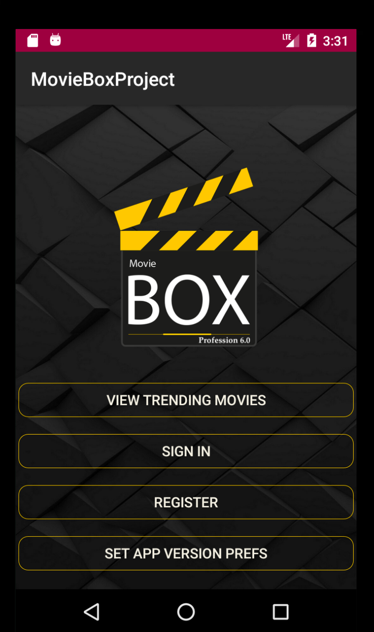 LTE 3:31
MovieBoxProject
Movie
BOX
Profession 6.0
VIEW TRENDING MOVIES
SIGN IN
REGISTER
SET APP VERSION PREFS